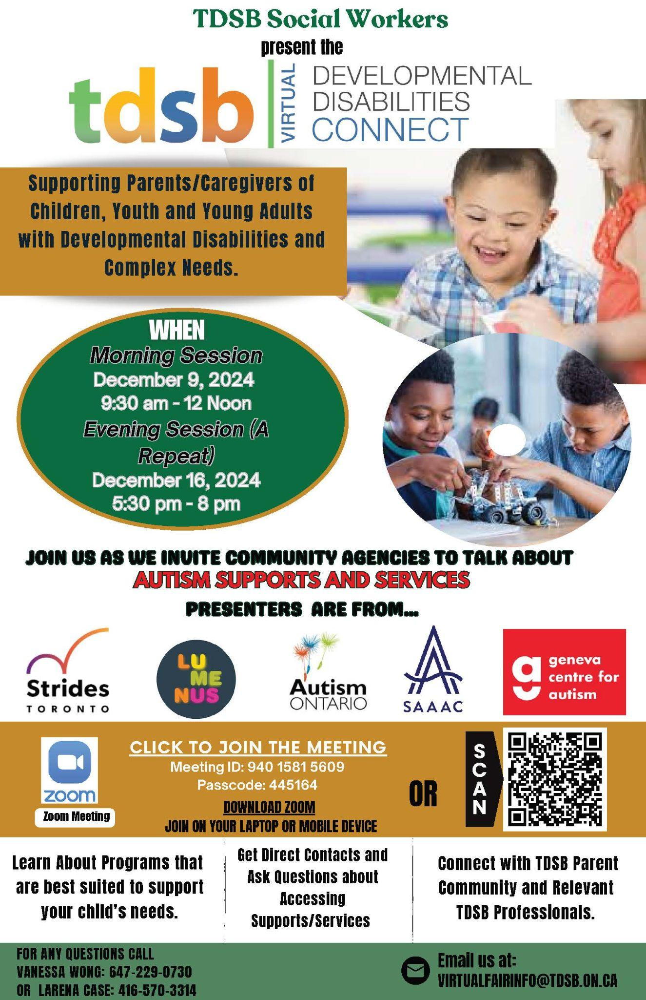 TDSB Social Workers
present the
tdsb
VIRTUAL
DEVELOPMENTAL
DISABILITIES
CONNECT
Supporting Parents/Caregivers of
Children, Youth and Young Adults
with Developmental Disabilities and
Complex Needs.
WHEN
Morning Session
December 9, 2024
9:30 am - 12 Noon
Evening Session (A
Repeat)
December 16, 2024
5:30 pm - 8 pm
JOIN US AS WE INVITE COMMUNITY AGENCIES TO TALK ABOUT
AUTISM SUPPORTS AND SERVICES
PRESENTERS ARE FROM...
Strides
TORONTO
LU
ME
NUS
Autism
ONTARIO
SAAAC
geneva
centre for
autism
zoom
Zoom Meeting
CLICK TO JOIN THE MEETING
Meeting ID: 940 1581 5609
Passcode: 445164
DOWNLOAD ZOOM
JOIN ON YOUR LAPTOP OR MOBILE DEVICE
OR
SCAN
Learn About Programs that
are best suited to support
your child's needs.
Get Direct Contacts and
Ask Questions about
Accessing
Supports/Services
Connect with TDSB Parent
Community and Relevant
TDSB Professionals.
FOR ANY QUESTIONS CALL
VANESSA WONG: 647-229-0730
OR LARENA CASE: 416-570-3314
Email us at:
VIRTUALFAIRINFO@TDSB.ON.CA